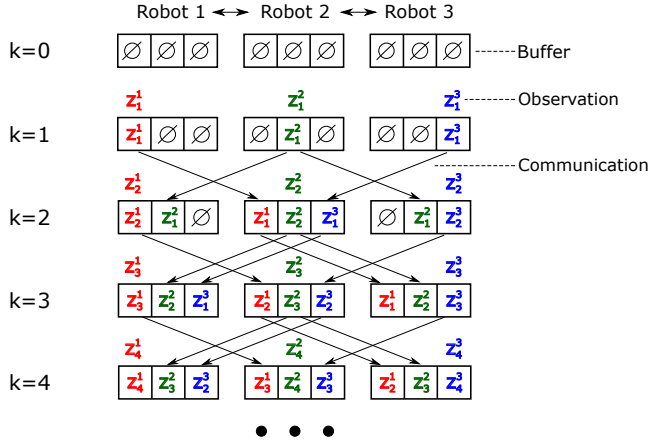 Robot 1 Robot 2 Robot 3
k=0 ∅ ∅ ∅ ∅ ∅ ∅ ∅ ∅ ∅ Buffer
z₁¹ z₁² z₁³ Observation
k=1 z₁¹ ∅ ∅ ∅ z₁² ∅ ∅ ∅ z₁³
Communication
z₂¹ z₂² z₂³
k=2 z₂¹ z₁² ∅ z₁¹ z₂² z₁³ ∅ z₁² z₂³
z₃¹ z₃² z₃³
k=3 z₃¹ z₂² z₁³ z₂¹ z₃² z₂³ z₁¹ z₂² z₃³
z₄¹ z₄² z₄³
k=4 z₄¹ z₃² z₂³ z₃¹ z₄² z₃³ z₂¹ z₃² z₄³